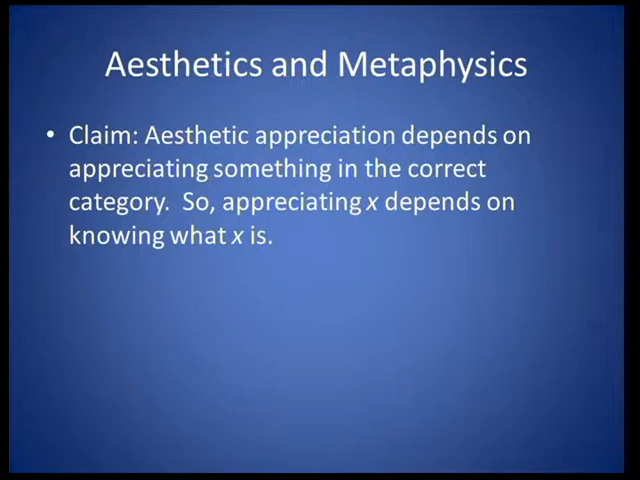 Aesthetics and Metaphysics
• Claim: Aesthetic appreciation depends on
appreciating something in the correct
category.  So, appreciating x depends on
knowing what x is.